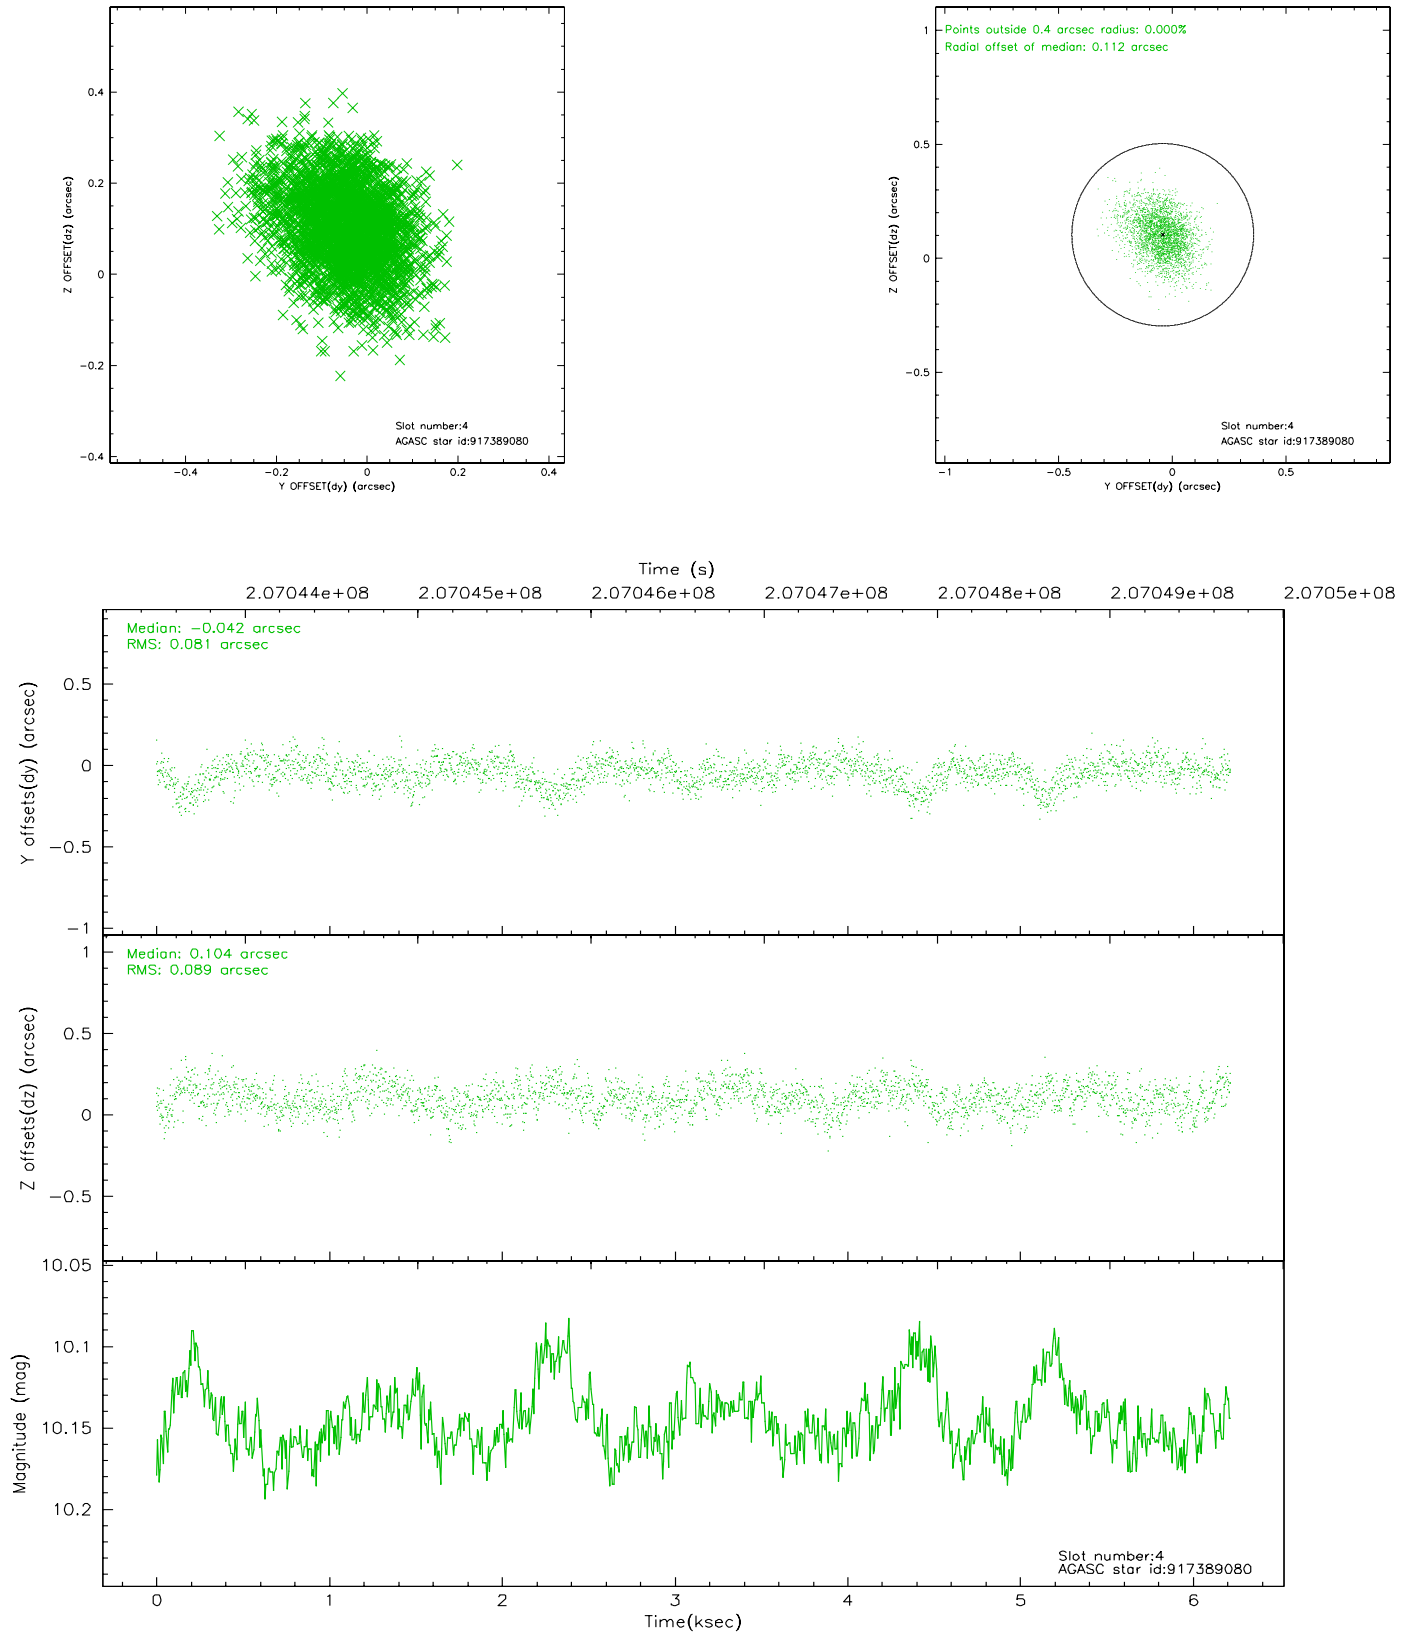 0.4
0.2
0
−0.2
−0.4
Z OFFSET(dz) (arcsec)
Slot number:4
AGASC star id:917389080
−0.4 −0.2 0 0.2 0.4
Y OFFSET(dy) (arcsec)
Points outside 0.4 arcsec radius: 0.000%
Radial offset of median: 0.112 arcsec
1
0.5
0
−0.5
Z OFFSET(dz) (arcsec)
Slot number:4
AGASC star id:917389080
−1 −0.5 0 0.5
Y OFFSET(dy) (arcsec)
Time (s)
2.07044e+08 2.07045e+08 2.07046e+08 2.07047e+08 2.07048e+08 2.07049e+08 2.0705e+08
Median: −0.042 arcsec
RMS: 0.081 arcsec
0.5
0
−0.5
−1
Y offsets(dy) (arcsec)
Median: 0.104 arcsec
RMS: 0.089 arcsec
1
0.5
0
−0.5
Z offsets(dz) (arcsec)
10.05
10.1
10.15
10.2
Magnitude (mag)
Slot number:4
AGASC star id:917389080
0 1 2 3 4 5 6
Time(ksec)